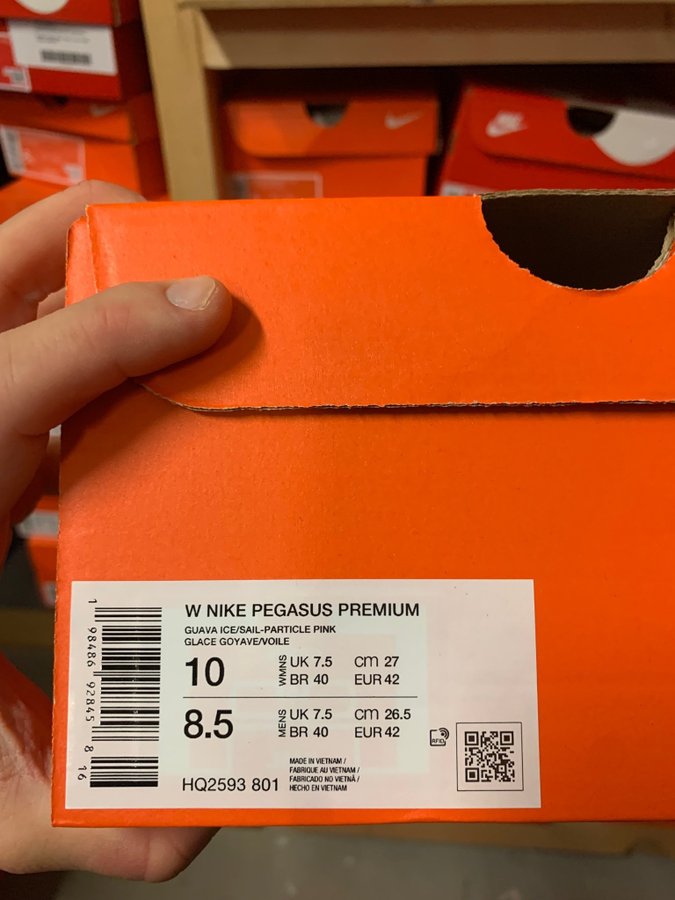 W NIKE PEGASUS PREMIUM
GUAVA ICE/SAIL-PARTICLE PINK
GLACE GOYAVE/VOILE
10 WMNS UK 7.5 cm 27
BR 40 EUR 42
8.5 MENS UK 7.5 cm 26.5
BR 40 EUR 42
HQ2593 801
MADE IN VIETNAM /
FABRIQUE AU VIETNAM /
FABRICADO NO VIETNÃ /
HECHO EN VIETNAM
RFID
1 98486 92845 8 16
NIKE